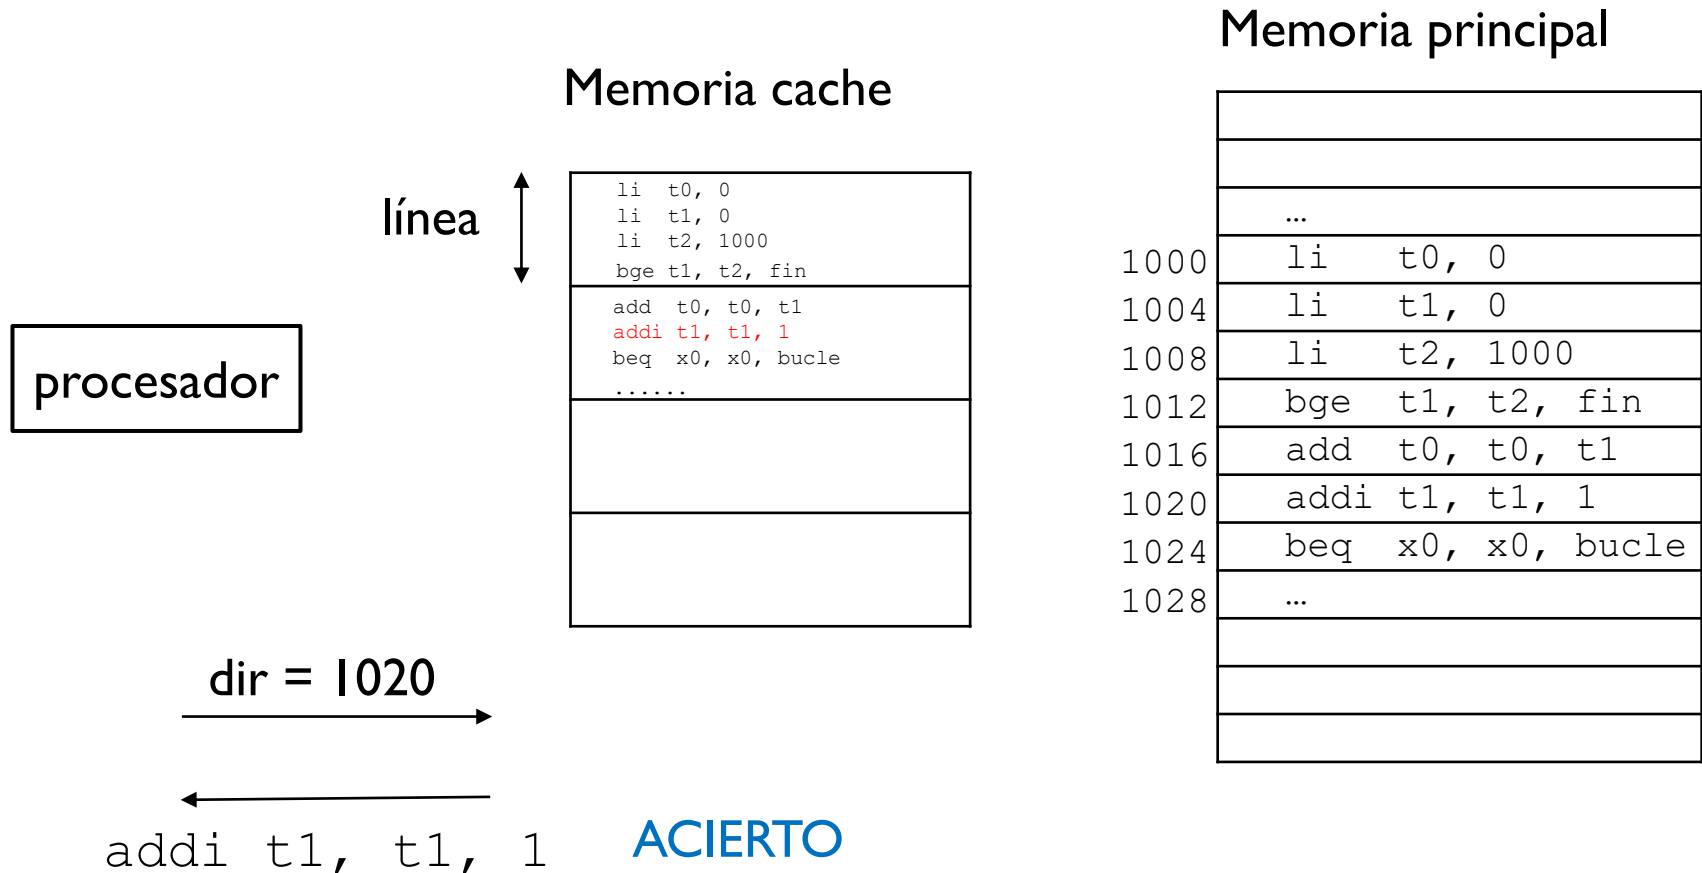 Memoria principal
Memoria cache
línea
li t0, 0
li t1, 0
li t2, 1000
bge t1, t2, fin
add t0, t0, t1
addi t1, t1, 1
beq x0, x0, bucle
......
procesador
…
1000 li t0, 0
1004 li t1, 0
1008 li t2, 1000
1012 bge t1, t2, fin
1016 add t0, t0, t1
1020 addi t1, t1, 1
1024 beq x0, x0, bucle
1028 …
dir = 1020
addi t1, t1, 1
ACIERTO